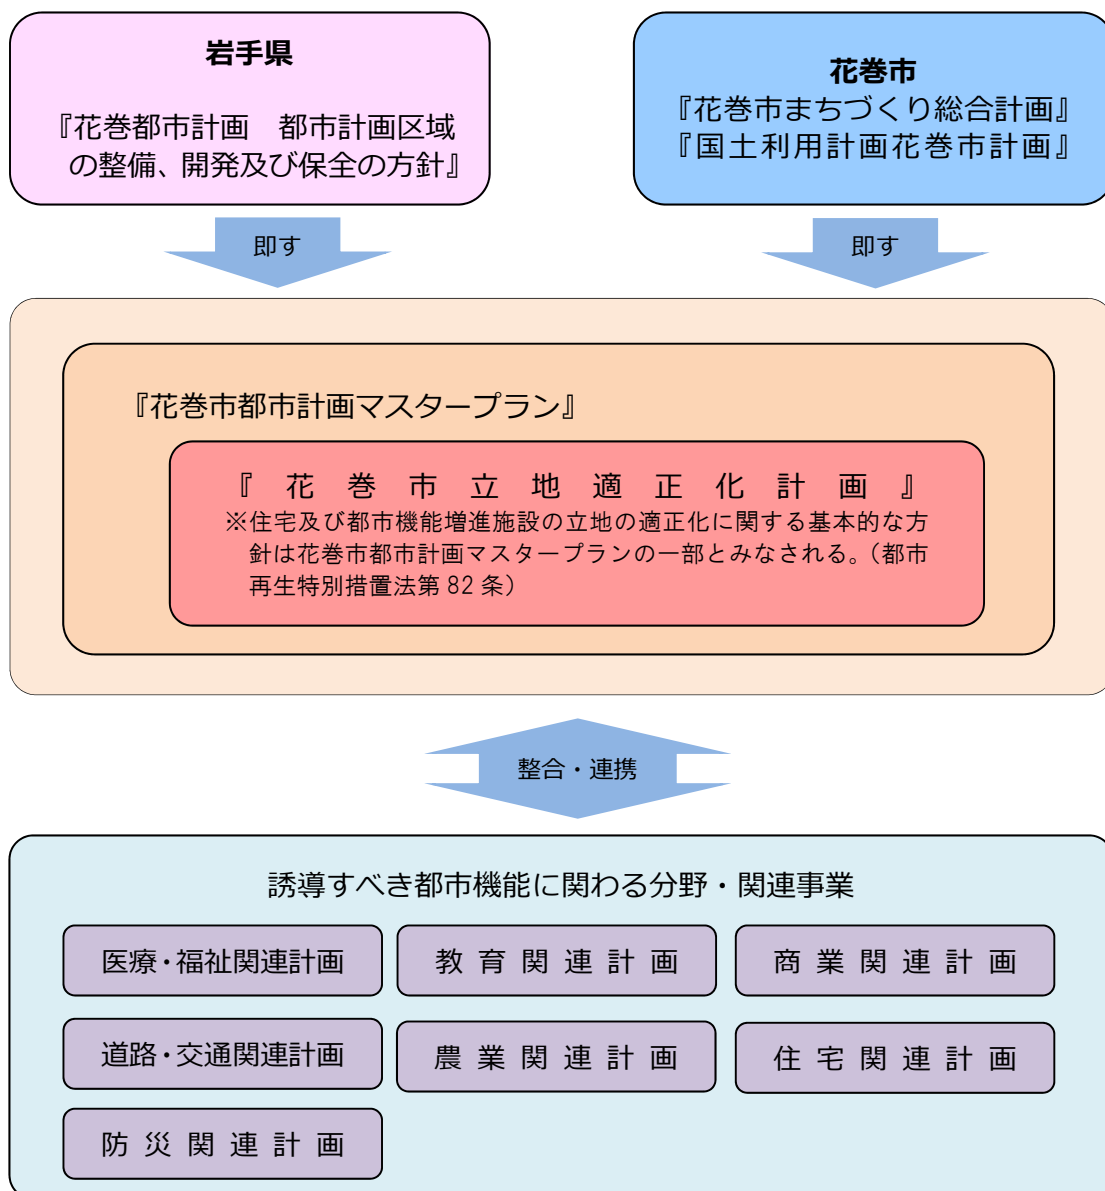 岩手県
『花巻都市計画　都市計画区域
の整備、開発及び保全の方針』
花巻市
『花巻市まちづくり総合計画』
『国土利用計画花巻市計画』
即す
即す
『花巻市都市計画マスタープラン』
『花巻市立地適正化計画』
※住宅及び都市機能増進施設の立地の適正化に関する基本的な方
針は花巻市都市計画マスタープランの一部とみなされる。（都市
再生特別措置法第 82 条）
整合・連携
誘導すべき都市機能に関わる分野・関連事業
医療・福祉関連計画
教育関連計画
商業関連計画
道路・交通関連計画
農業関連計画
住宅関連計画
防災関連計画